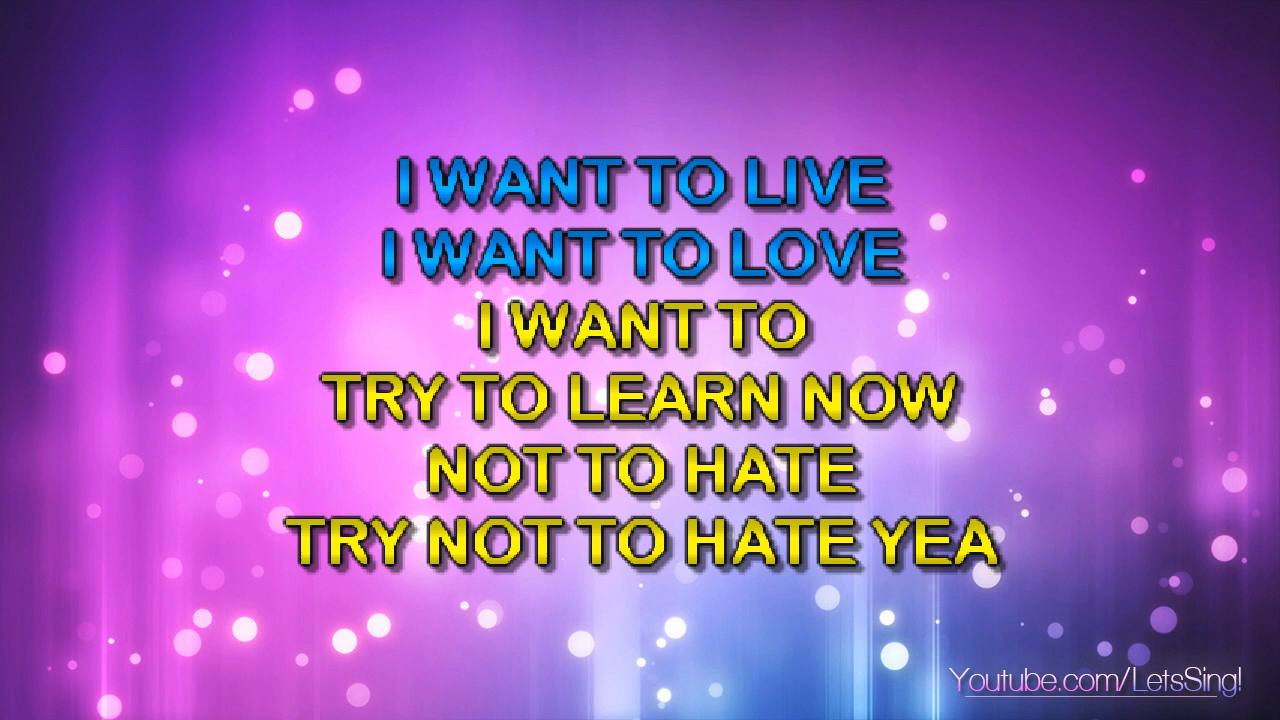 I WANT TO LIVE
I WANT TO LOVE
I WANT TO
TRY TO LEARN NOW
NOT TO HATE
TRY NOT TO HATE YEA
Youtube.com/LetsSing!